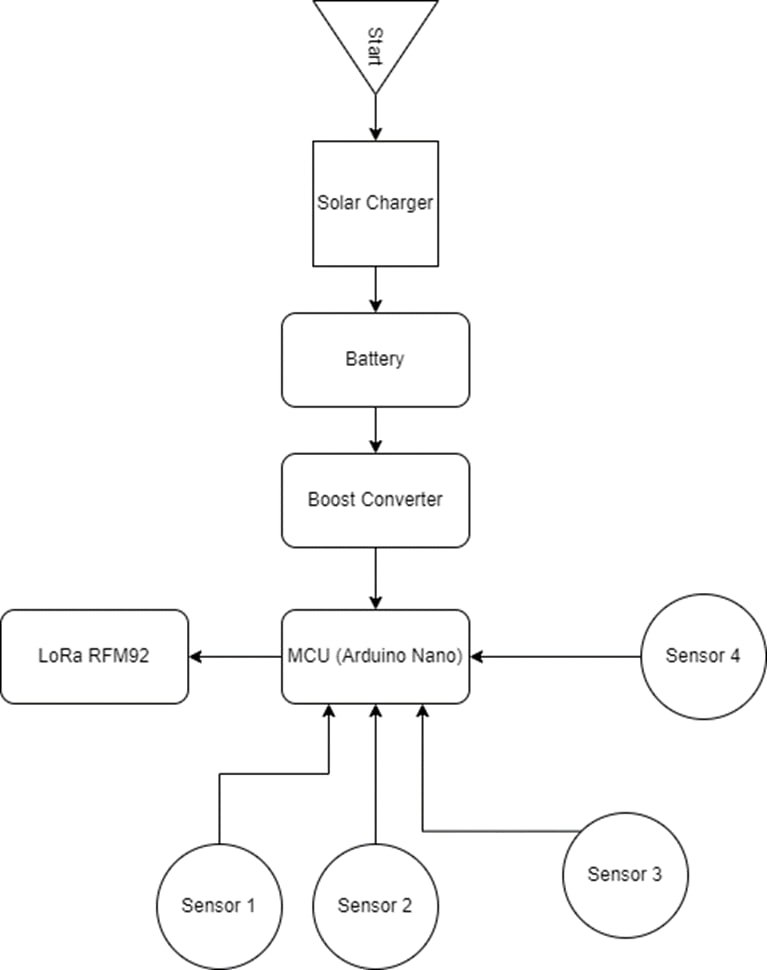 Start
Solar Charger
Battery
Boost Converter
LoRa RFM92
MCU (Arduino Nano)
Sensor 4
Sensor 1
Sensor 2
Sensor 3